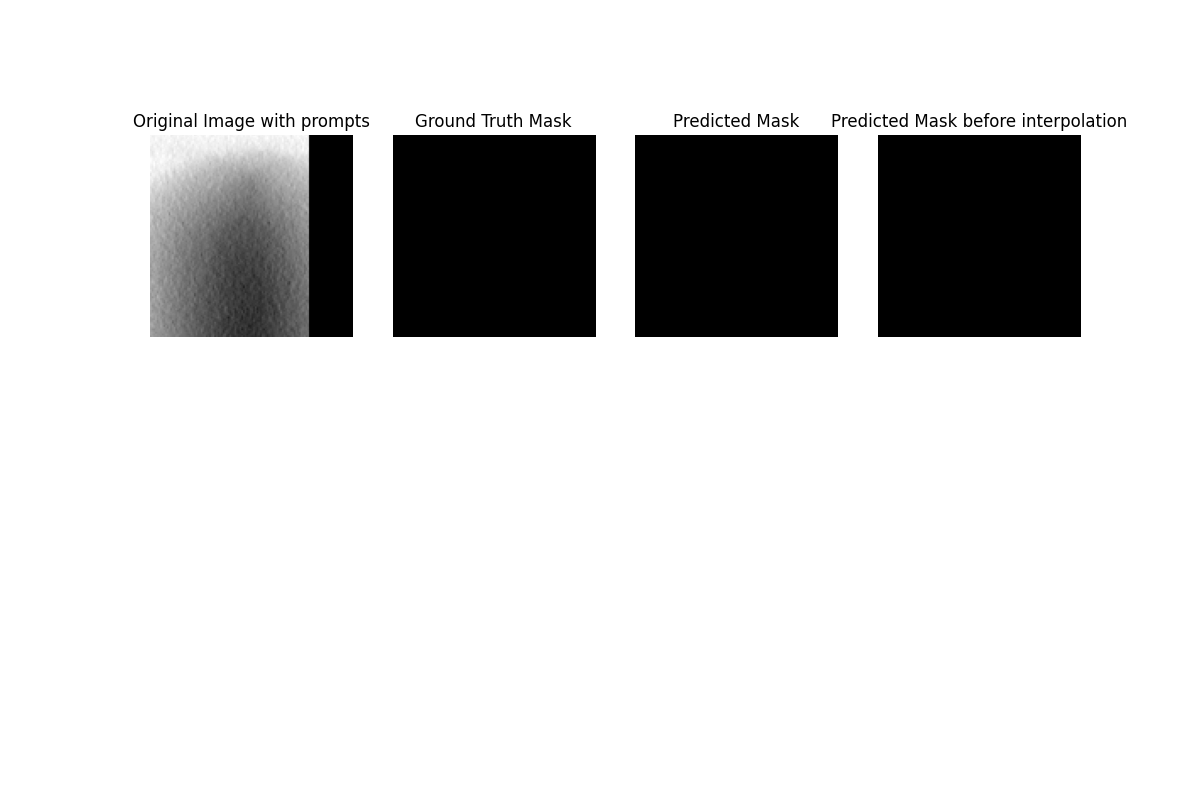 Original Image with prompts
Ground Truth Mask
Predicted Mask
Predicted Mask before interpolation